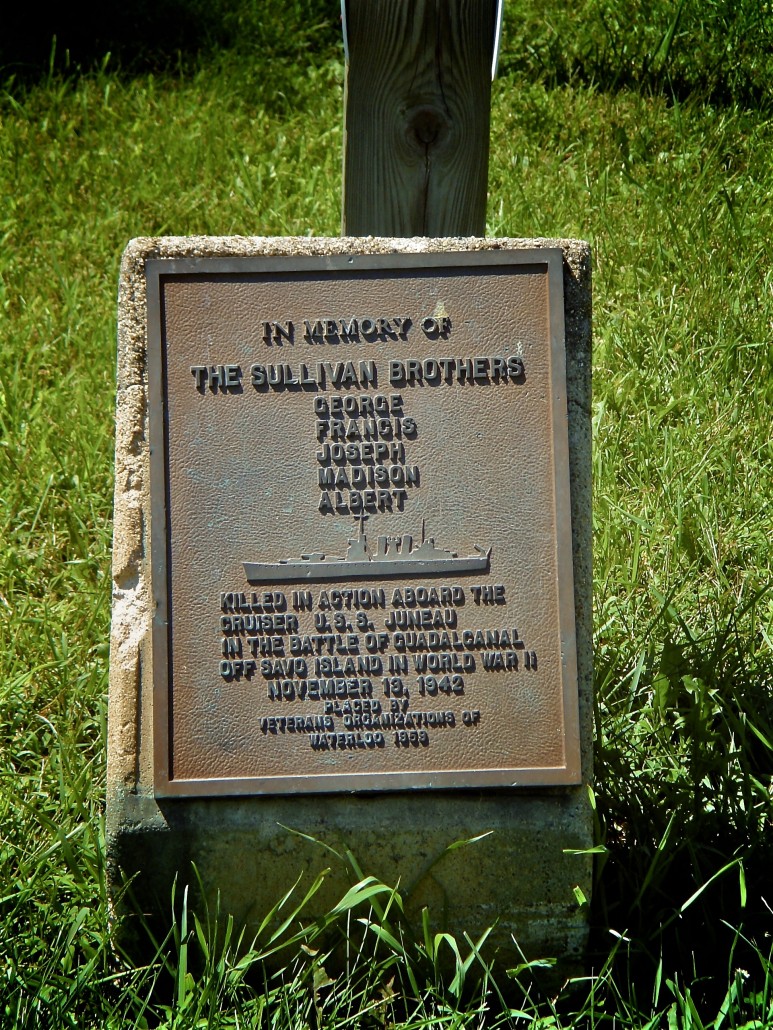 IN MEMORY OF
THE SULLIVAN BROTHERS
GEORGE
FRANCIS
JOSEPH
MADISON
ALBERT
KILLED IN ACTION ABOARD THE
CRUISER U.S.S. JUNEAU
IN THE BATTLE OF GUADALCANAL
OFF SAVO ISLAND IN WORLD WAR II
NOVEMBER 13, 1942
PLACED BY
VETERANS ORGANIZATIONS OF
WATERLOO